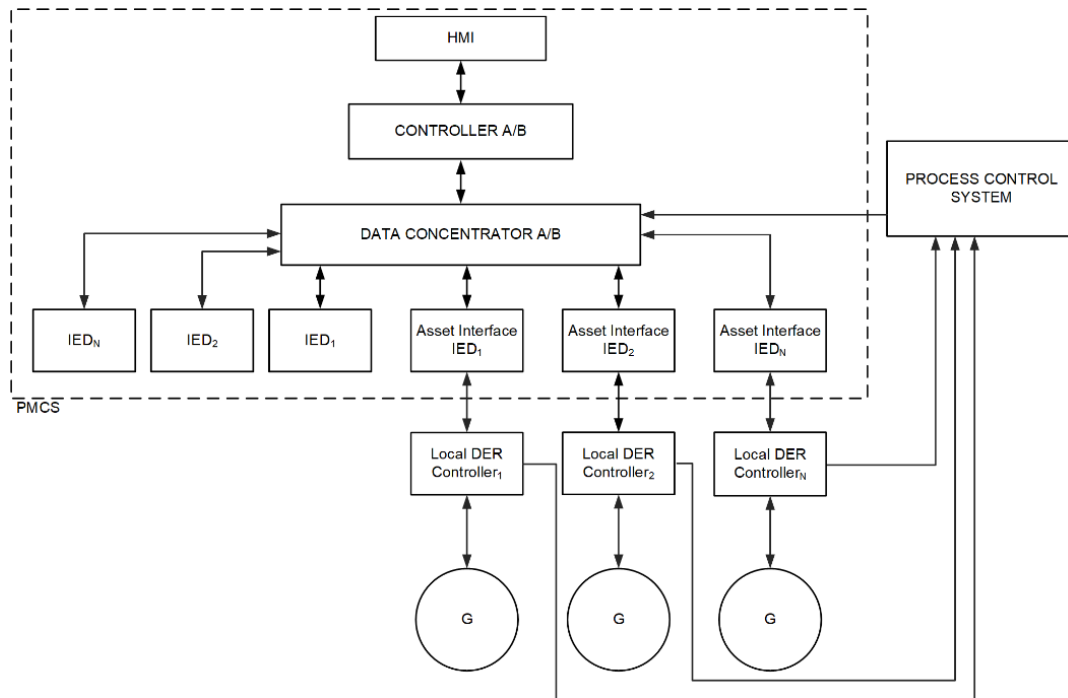 HMI
CONTROLLER A/B
PROCESS CONTROL
SYSTEM
DATA CONCENTRATOR A/B
IEDN
IED2
IED1
Asset Interface
IED1
Asset Interface
IED2
Asset Interface
IEDN
PMCS
Local DER
Controller1
Local DER
Controller2
Local DER
ControllerN
G
G
G